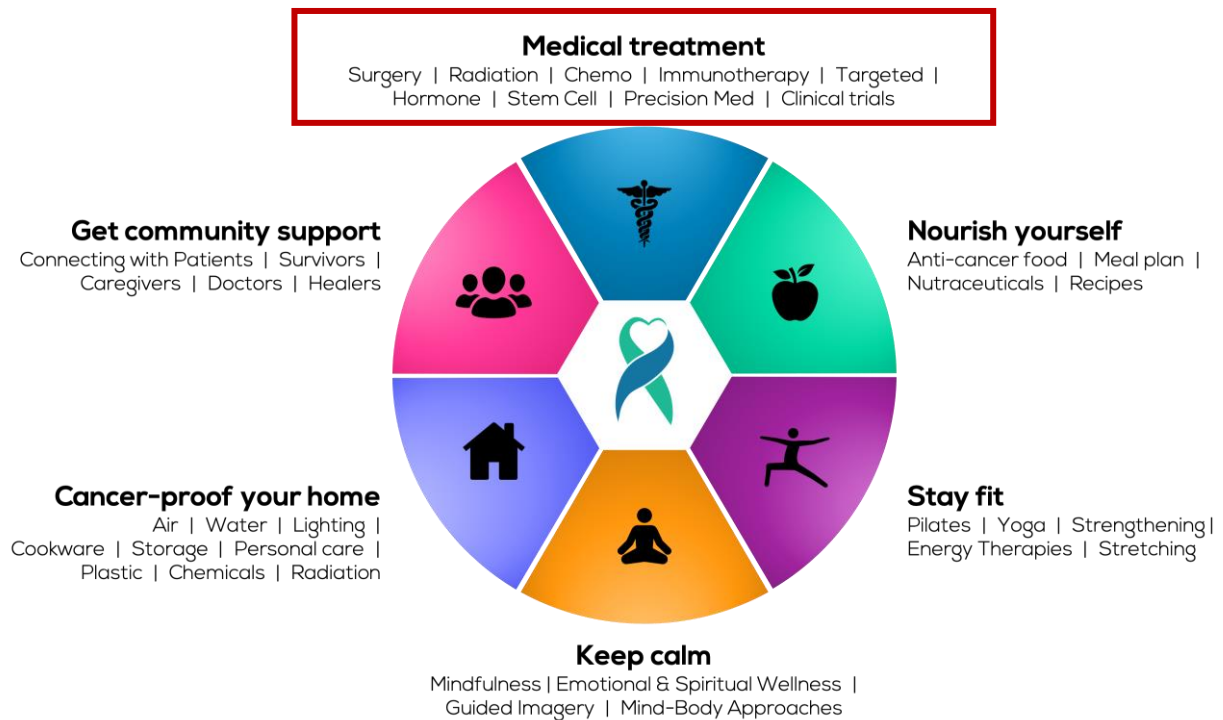 Medical treatment
Surgery | Radiation | Chemo | Immunotherapy | Targeted |
Hormone | Stem Cell | Precision Med | Clinical trials
Get community support
Connecting with Patients | Survivors |
Caregivers | Doctors | Healers
Nourish yourself
Anti-cancer food | Meal plan |
Nutraceuticals | Recipes
Cancer-proof your home
Air | Water | Lighting |
Cookware | Storage | Personal care |
Plastic | Chemicals | Radiation
Stay fit
Pilates | Yoga | Strengthening |
Energy Therapies | Stretching
Keep calm
Mindfulness | Emotional & Spiritual Wellness |
Guided Imagery | Mind-Body Approaches